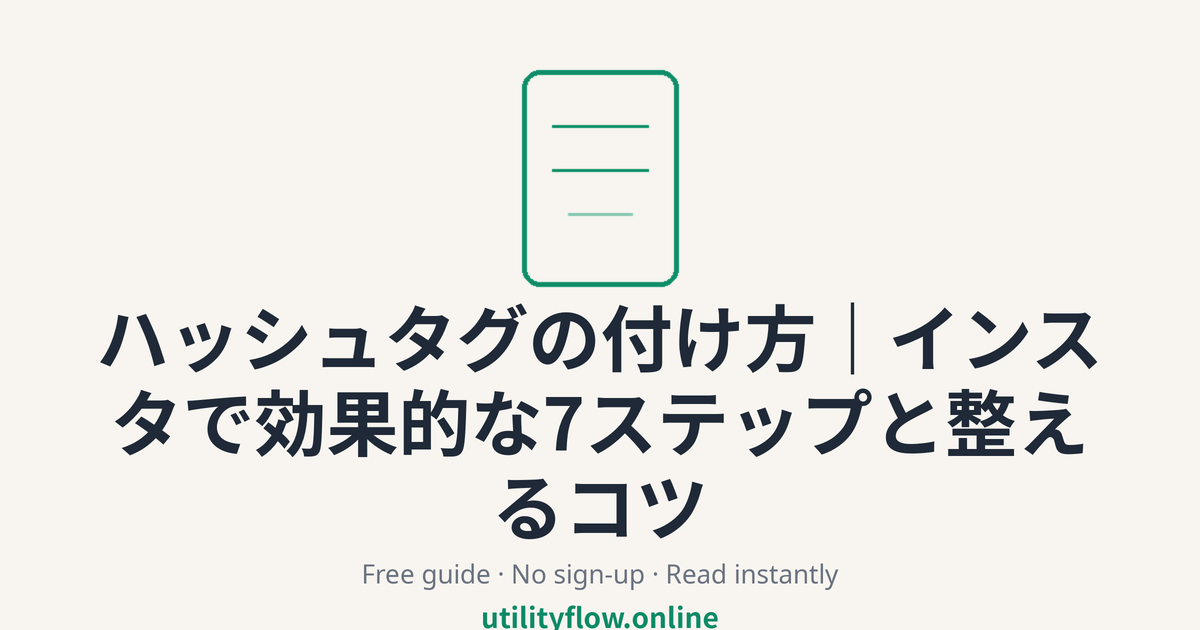 ハッシュタグの付け方｜インス
タで効果的な7ステップと整え
るコツ
Free guide · No sign-up · Read instantly
utilityflow.online